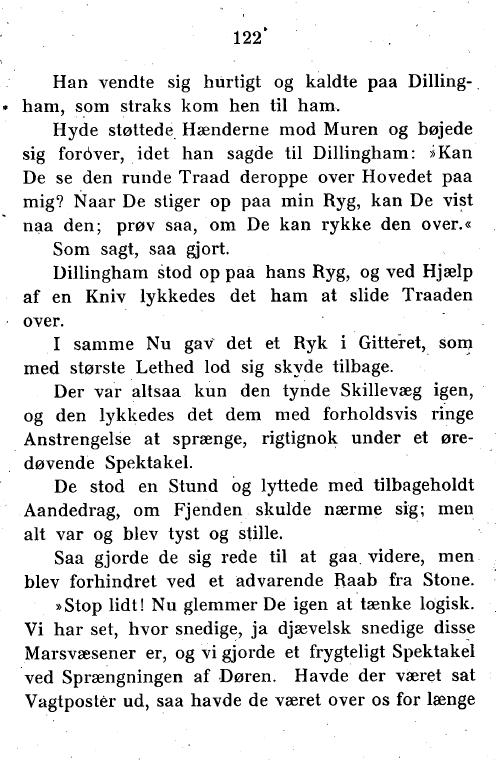 122
Han vendte sig hurtigt og kaldte paa Dilling-
ham, som straks kom hen til ham.
Hyde støttede Hænderne mod Muren og bøjede
sig forover, idet han sagde til Dillingham: »Kan
De se den runde Traad deroppe over Hovedet paa
mig? Naar De stiger op paa min Ryg, kan De vist
naa den; prøv saa, om De kan rykke den over.«
Som sagt, saa gjort.
Dillingham stod op paa hans Ryg, og ved Hjælp
af en Kniv lykkedes det ham at slide Traaden
over.
I samme Nu gav det et Ryk i Gitteret, som
med største Lethed lod sig skyde tilbage.
Der var altsaa kun den tynde Skillevæg igen,
og den lykkedes det dem med forholdsvis ringe
Anstrengelse at sprænge, rigtignok under et øre-
døvende Spektakel.
De stod en Stund og lyttede med tilbageholdt
Aandedrag, om Fjenden skulde nærme sig; men
alt var og blev tyst og stille.
Saa gjorde de sig rede til at gaa videre, men
blev forhindret ved et advarende Raab fra Stone.
»Stop lidt! Nu glemmer De igen at tænke logisk.
Vi har set, hvor snedige, ja djævelsk snedige disse
Marsvæsener er, og vi gjorde et frygteligt Spektakel
ved Sprængningen af Døren. Havde der været sat
Vagtposter ud, saa havde de været over os for længe